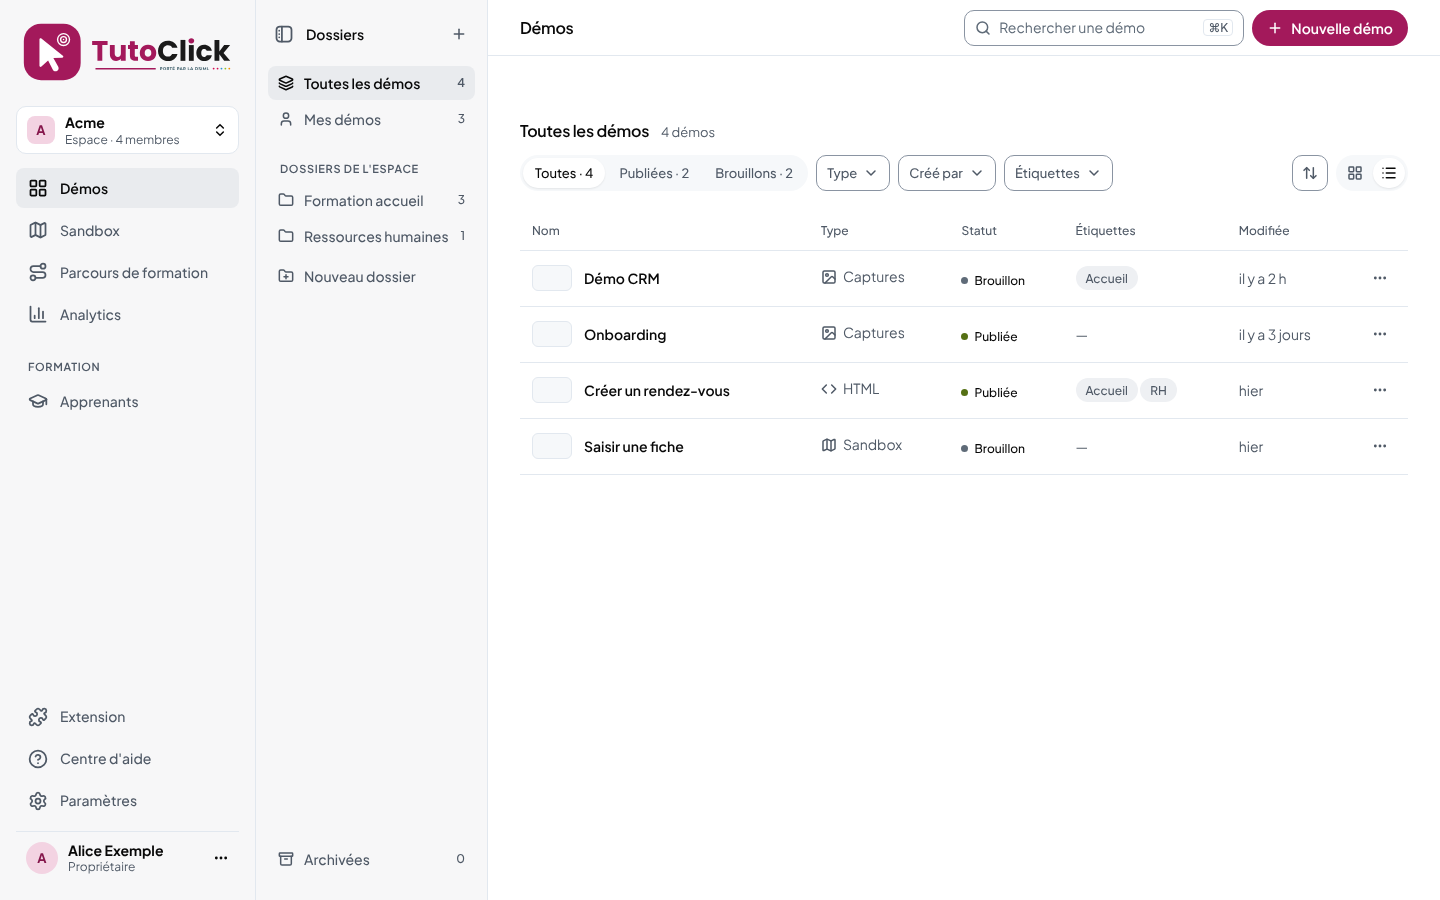 TutoClick
PORTÉ PAR LA DSIML
A
Acme
Espace · 4 membres
Démos
Sandbox
Parcours de formation
Analytics
FORMATION
Apprenants
Extension
Centre d'aide
Paramètres
A
Alice Exemple
Propriétaire
Dossiers
Toutes les démos 4
Mes démos 3
DOSSIERS DE L'ESPACE
Formation accueil 3
Ressources humaines 1
Nouveau dossier
Archivées 0
Démos
Rechercher une démo ⌘K
Nouvelle démo
Toutes les démos 4 démos
Toutes · 4 Publiées · 2 Brouillons · 2 Type Créé par Étiquettes
Nom Type Statut Étiquettes Modifiée
Démo CRM Captures Brouillon Accueil il y a 2 h
Onboarding Captures Publiée — il y a 3 jours
Créer un rendez-vous HTML Publiée Accueil RH hier
Saisir une fiche Sandbox Brouillon — hier